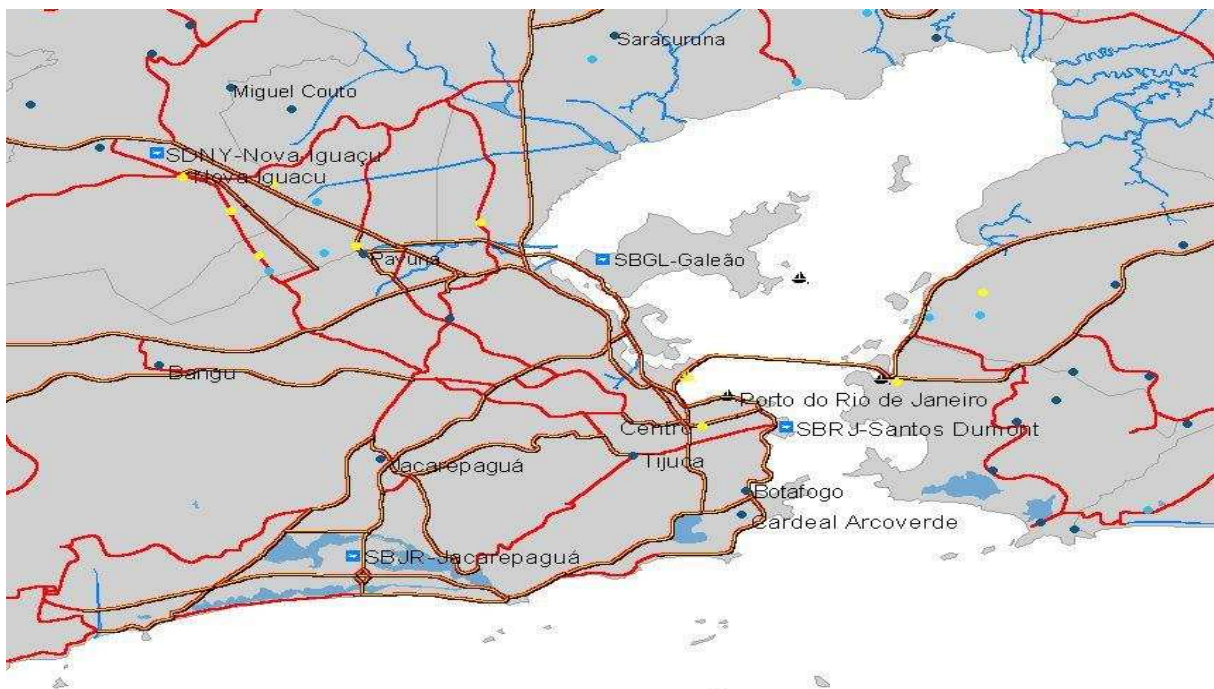 Saracuruna
Miguel Couto
SDNY-Nova Iguaçu
Nova Iguacu
Pavuna
SBGL-Galeão
Bangu
Porto do Rio de Janeiro
Centro
SBRJ-Santos Dumont
Jacarepaguá
Tijuca
Botafogo
Cardeal Arcoverde
SBJR-Jacarepaguá